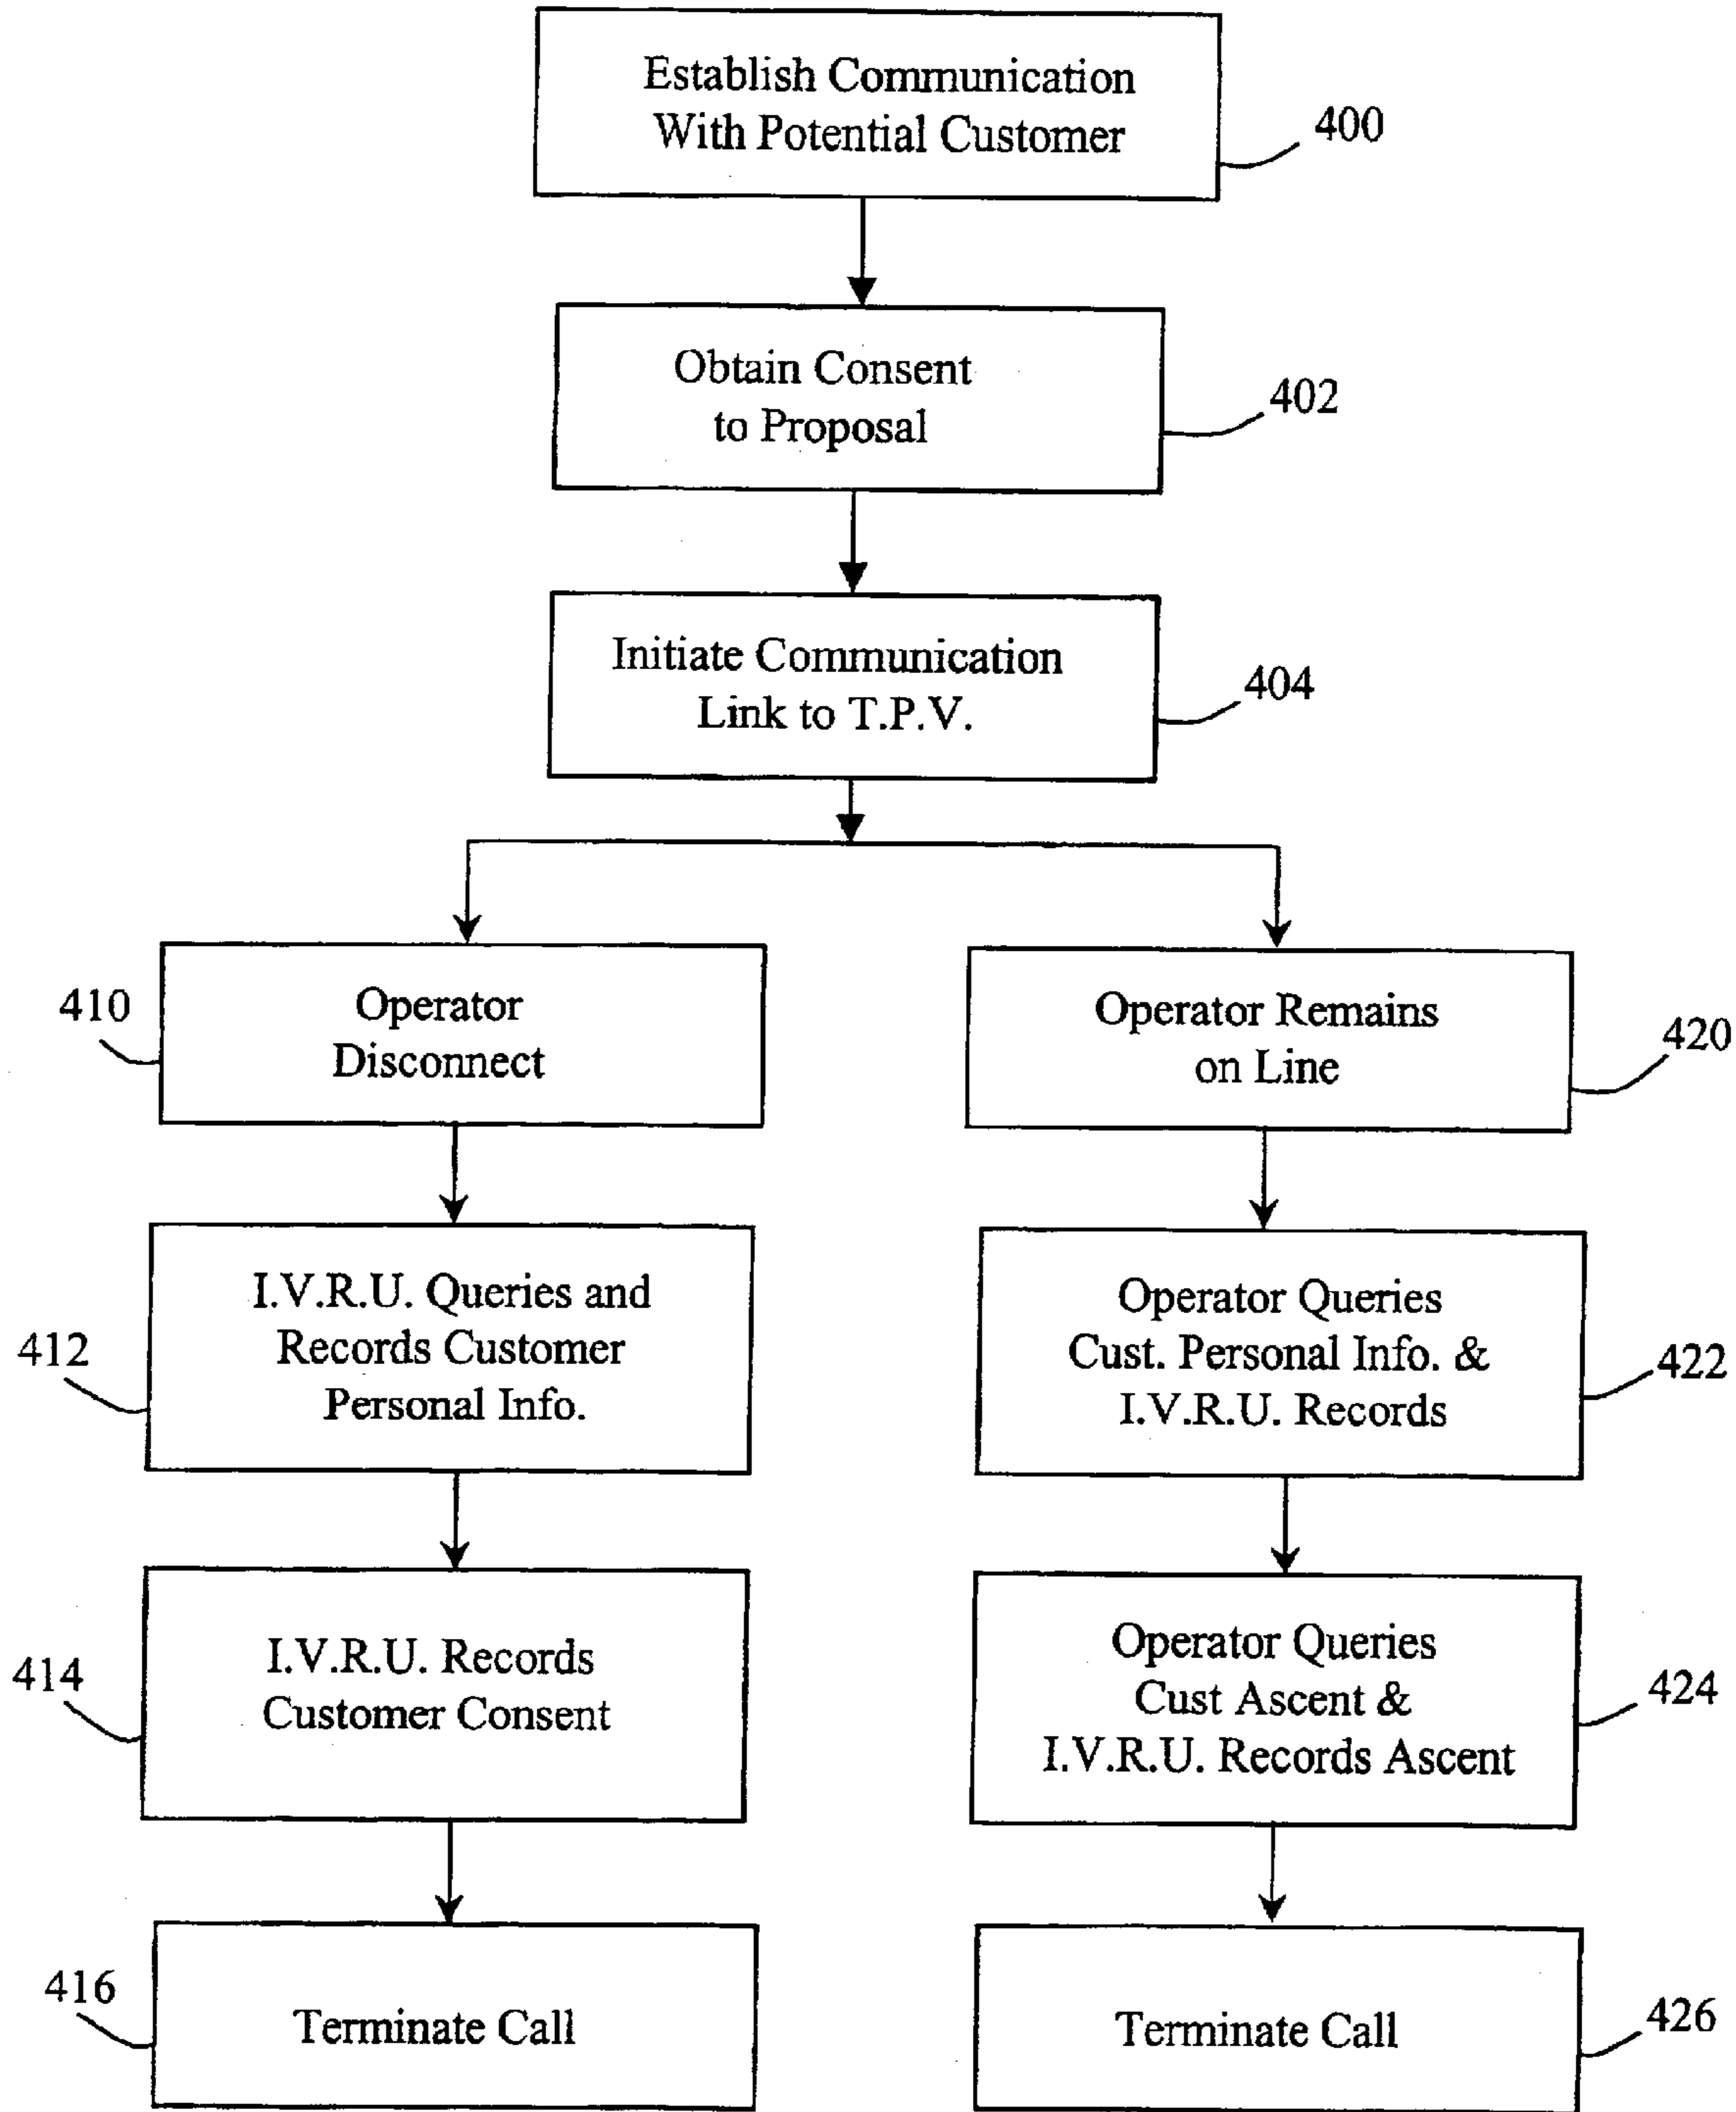 Establish Communication
With Potential Customer
400
Obtain Consent
to Proposal
402
Initiate Communication
Link to T.P.V.
404
410
Operator
Disconnect
Operator Remains
on Line
420
412
I.V.R.U. Queries and
Records Customer
Personal Info.
Operator Queries
Cust. Personal Info. &
I.V.R.U. Records
422
414
I.V.R.U. Records
Customer Consent
Operator Queries
Cust Ascent &
I.V.R.U. Records Ascent
424
416
Terminate Call
Terminate Call
426